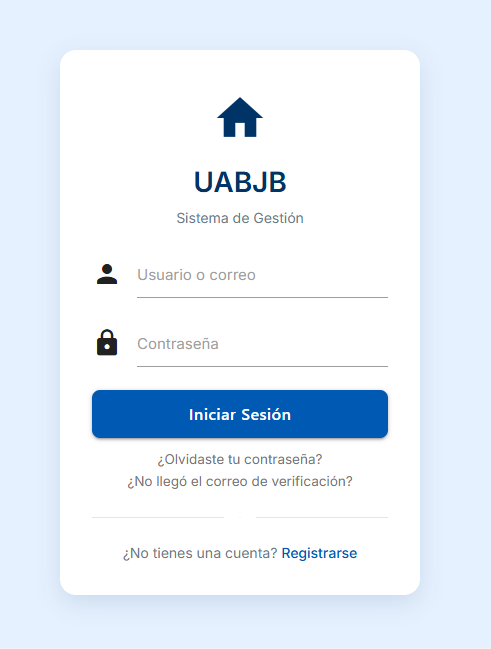 UABJB
Sistema de Gestión
Usuario o correo
Contraseña
Iniciar Sesión
¿Olvidaste tu contraseña?
¿No llegó el correo de verificación?
¿No tienes una cuenta? Registrarse